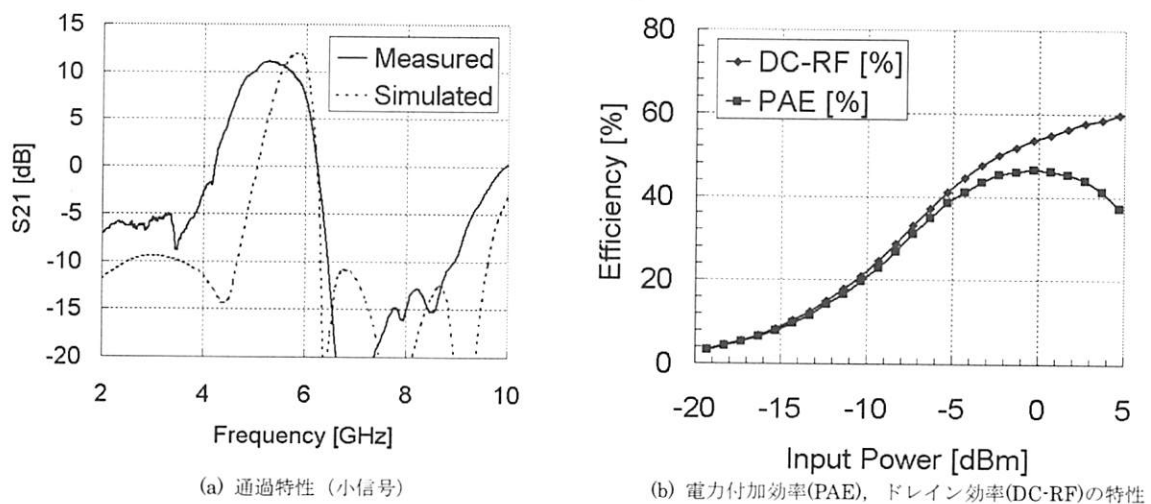 15
10
5
0
-5
-10
-15
-20
S21 [dB]
Measured
Simulated
2
4
6
8
10
Frequency [GHz]
(a) 通過特性（小信号）
80
60
40
20
0
Efficiency [%]
DC-RF [%]
PAE [%]
-20
-15
-10
-5
0
5
Input Power [dBm]
(b) 電力付加効率(PAE)，ドレイン効率(DC-RF)の特性